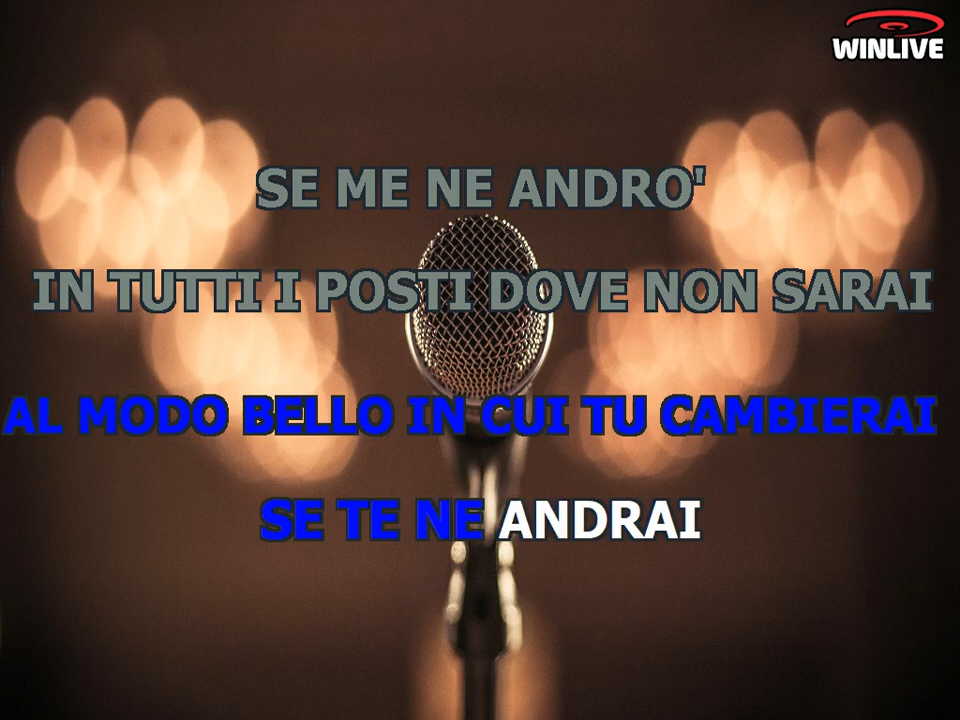 WINLIVE
SE ME NE ANDRO'
IN TUTTI I POSTI DOVE NON SARAI
AL MODO BELLO IN CUI TU CAMBIERAI
SE TE NE ANDRAI